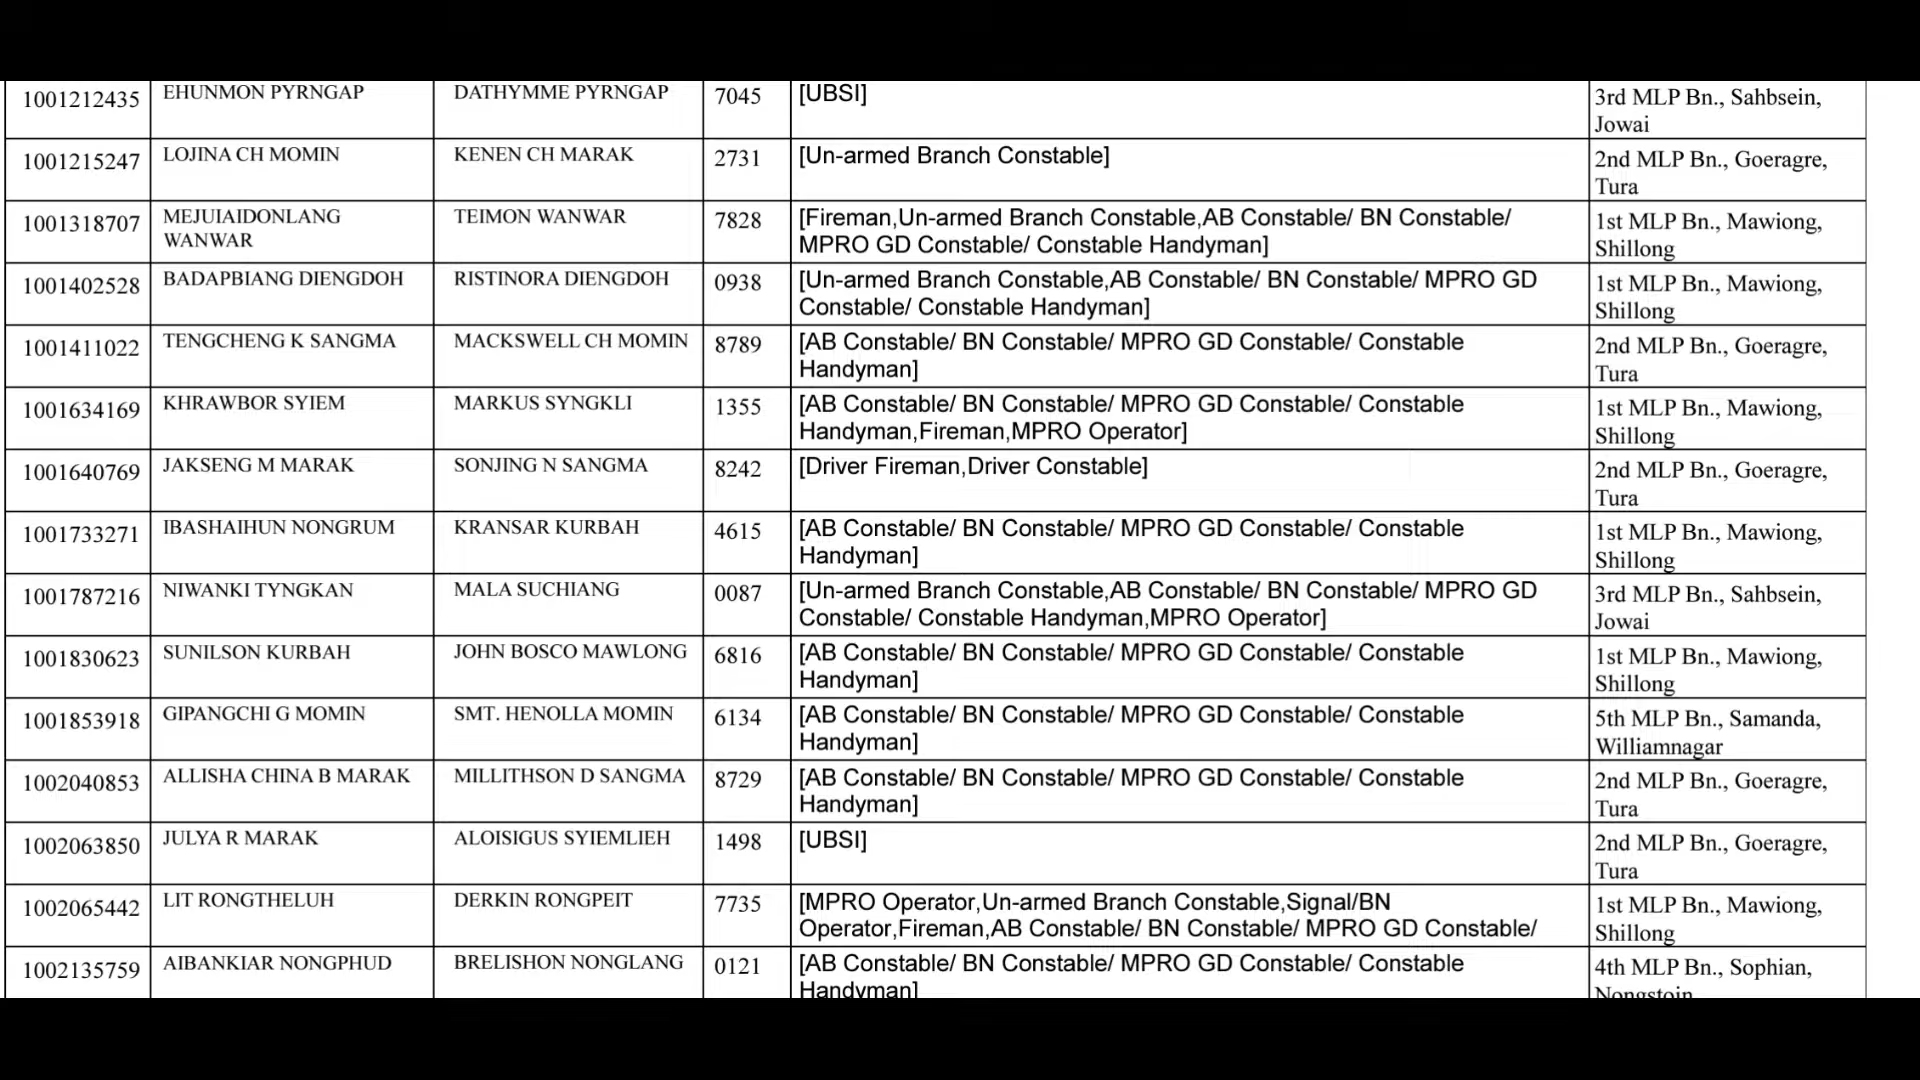 1001212435 EHUNMON PYRNGAP DATHYMME PYRNGAP 7045 [UBSI] 3rd MLP Bn., Sahbsein,
Jowai
1001215247 LOJINA CH MOMIN KENEN CH MARAK 2731 [Un-armed Branch Constable] 2nd MLP Bn., Goeragre,
Tura
1001318707 MEJUIAIDONLANG TEIMON WANWAR 7828 [Fireman,Un-armed Branch Constable,AB Constable/ BN Constable/ 1st MLP Bn., Mawiong,
WANWAR MPRO GD Constable/ Constable Handyman] Shillong
1001402528 BADAPBIANG DIENGDOH RISTINORA DIENGDOH 0938 [Un-armed Branch Constable,AB Constable/ BN Constable/ MPRO GD 1st MLP Bn., Mawiong,
Constable/ Constable Handyman] Shillong
1001411022 TENGCHENG K SANGMA MACKSWELL CH MOMIN 8789 [AB Constable/ BN Constable/ MPRO GD Constable/ Constable 2nd MLP Bn., Goeragre,
Handyman] Tura
1001634169 KHRAWBOR SYIEM MARKUS SYNGKLI 1355 [AB Constable/ BN Constable/ MPRO GD Constable/ Constable 1st MLP Bn., Mawiong,
Handyman,Fireman,MPRO Operator] Shillong
1001640769 JAKSENG M MARAK SONJING N SANGMA 8242 [Driver Fireman,Driver Constable] 2nd MLP Bn., Goeragre,
Tura
1001733271 IBASHAIHUN NONGRUM KRANSAR KURBAH 4615 [AB Constable/ BN Constable/ MPRO GD Constable/ Constable 1st MLP Bn., Mawiong,
Handyman] Shillong
1001787216 NIWANKI TYNGKAN MALA SUCHIANG 0087 [Un-armed Branch Constable,AB Constable/ BN Constable/ MPRO GD 3rd MLP Bn., Sahbsein,
Constable/ Constable Handyman,MPRO Operator] Jowai
1001830623 SUNILSON KURBAH JOHN BOSCO MAWLONG 6816 [AB Constable/ BN Constable/ MPRO GD Constable/ Constable 1st MLP Bn., Mawiong,
Handyman] Shillong
1001853918 GIPANGCHI G MOMIN SMT. HENOLLA MOMIN 6134 [AB Constable/ BN Constable/ MPRO GD Constable/ Constable 5th MLP Bn., Samanda,
Handyman] Williamnagar
1002040853 ALLISHA CHINA B MARAK MILLITHSON D SANGMA 8729 [AB Constable/ BN Constable/ MPRO GD Constable/ Constable 2nd MLP Bn., Goeragre,
Handyman] Tura
1002063850 JULYA R MARAK ALOISIGUS SYIEMLIEH 1498 [UBSI] 2nd MLP Bn., Goeragre,
Tura
1002065442 LIT RONGTHELUH DERKIN RONGPEIT 7735 [MPRO Operator,Un-armed Branch Constable,Signal/BN 1st MLP Bn., Mawiong,
Operator,Fireman,AB Constable/ BN Constable/ MPRO GD Constable/ Shillong
1002135759 AIBANKIAR NONGPHUD BRELISHON NONGLANG 0121 [AB Constable/ BN Constable/ MPRO GD Constable/ Constable 4th MLP Bn., Sophian,
Handyman] Nongstoin